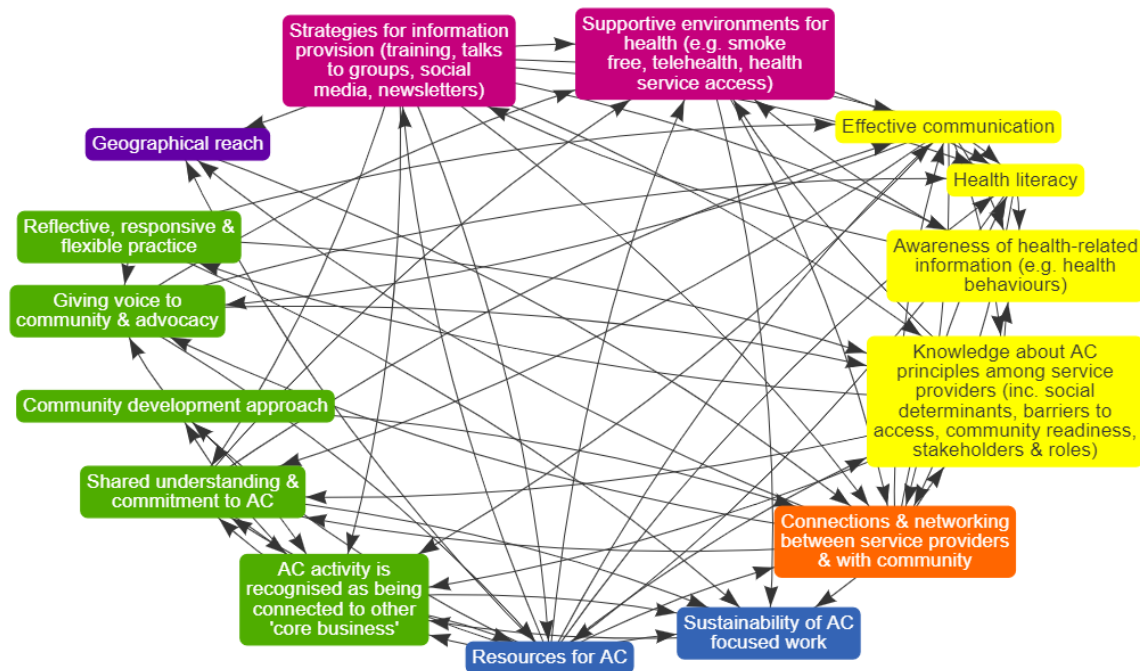 Strategies for information
provision (training, talks
to groups, social
media, newsletters)
Supportive environments for
health (e.g. smoke
free, telehealth, health
service access)
Effective communication
Geographical reach
Health literacy
Reflective, responsive &
flexible practice
Awareness of health-related
information (e.g. health
behaviours)
Giving voice to
community & advocacy
Knowledge about AC
principles among service
providers (inc. social
determinants, barriers to
access, community readiness,
stakeholders & roles)
Community development approach
Shared understanding &
commitment to AC
Connections & networking
between service providers
& with community
AC activity is
recognised as being
connected to other
'core business'
Sustainability of AC
focused work
Resources for AC